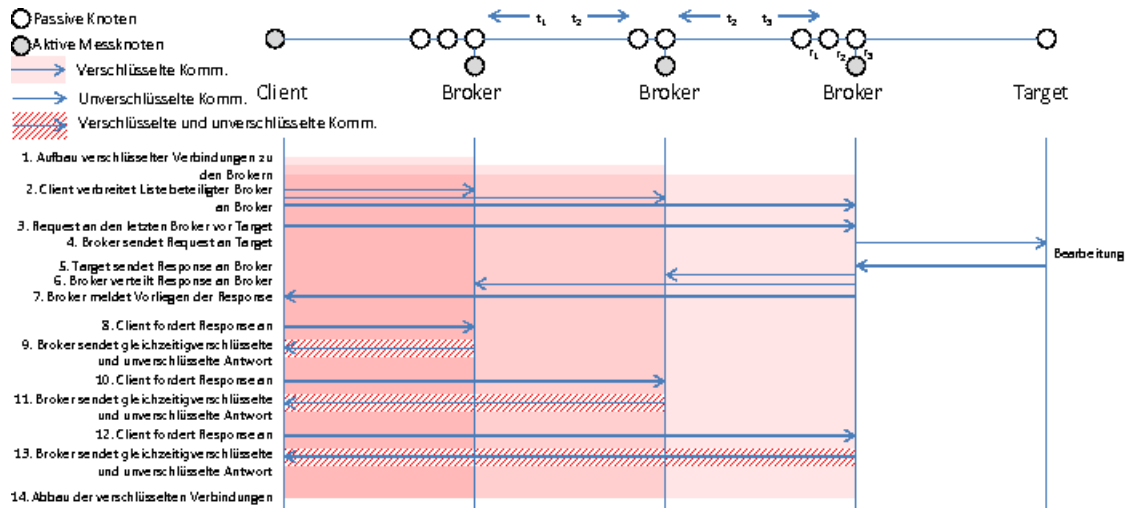 Passive Knoten
Aktive Messknoten
Verschlüsselte Komm.
Unverschlüsselte Komm.
Verschlüsselte und unverschlüsselte Komm.
t₁ t₂ t₂ t₃
r₁ r₂ r₃
Client Broker Broker Broker Target
1. Aufbau verschlüsselter Verbindungen zu
den Brokern
2. Client verbreitet Liste beteiligter Broker
an Broker
3. Request an den letzten Broker vor Target
4. Broker sendet Request an Target
Bearbeitung
5. Target sendet Response an Broker
6. Broker verteilt Response an Broker
7. Broker meldet Vorliegen der Response
8. Client fordert Response an
9. Broker sendet gleichzeitig verschlüsselte
und unverschlüsselte Antwort
10. Client fordert Response an
11. Broker sendet gleichzeitig verschlüsselte
und unverschlüsselte Antwort
12. Client fordert Response an
13. Broker sendet gleichzeitig verschlüsselte
und unverschlüsselte Antwort
14. Abbau der verschlüsselten Verbindungen